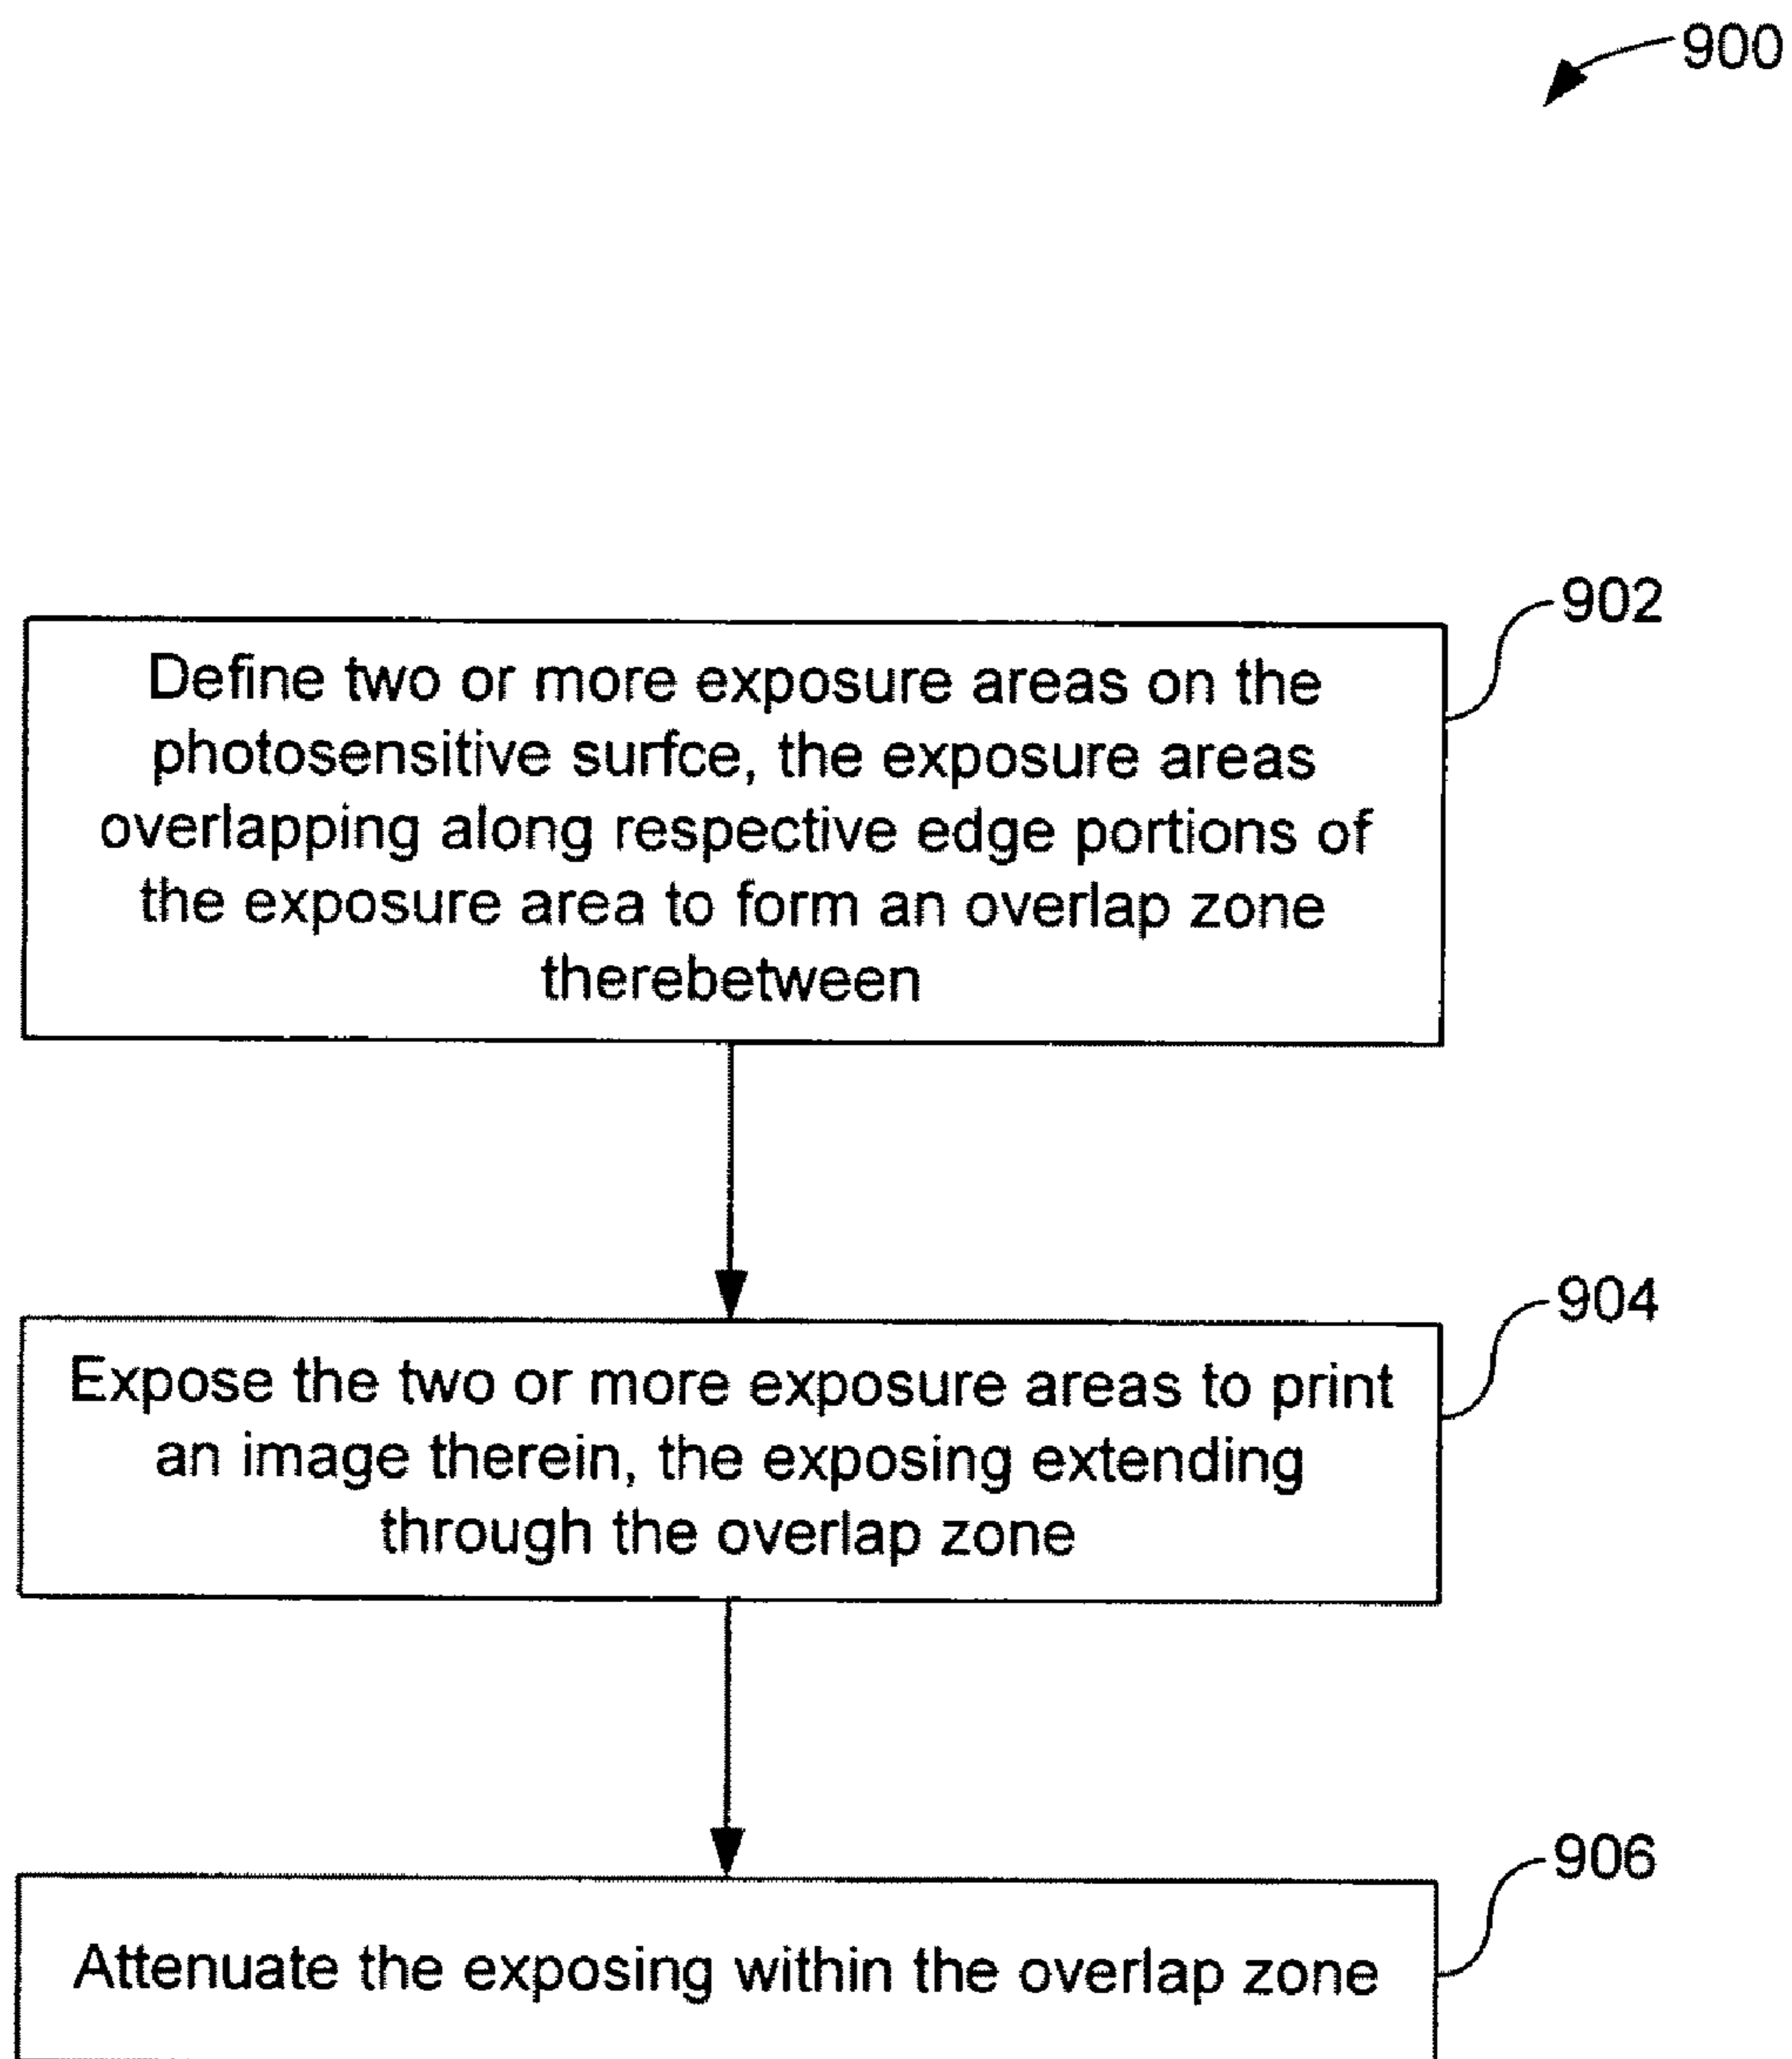 900
902
Define two or more exposure areas on the
photosensitive surfce, the exposure areas
overlapping along respective edge portions of
the exposure area to form an overlap zone
therebetween
904
Expose the two or more exposure areas to print
an image therein, the exposing extending
through the overlap zone
906
Attenuate the exposing within the overlap zone